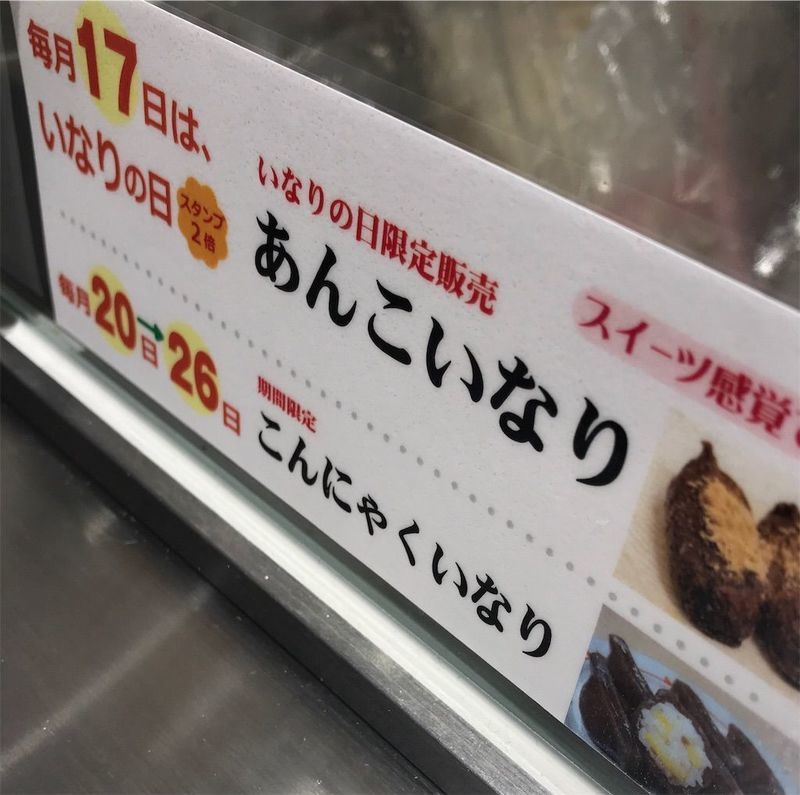 毎月17日は、
いなりの日
スタンプ
2倍
いなりの日限定販売
あんこいなり
スイーツ感覚
毎月20日→26日
期間限定
こんにゃくいなり